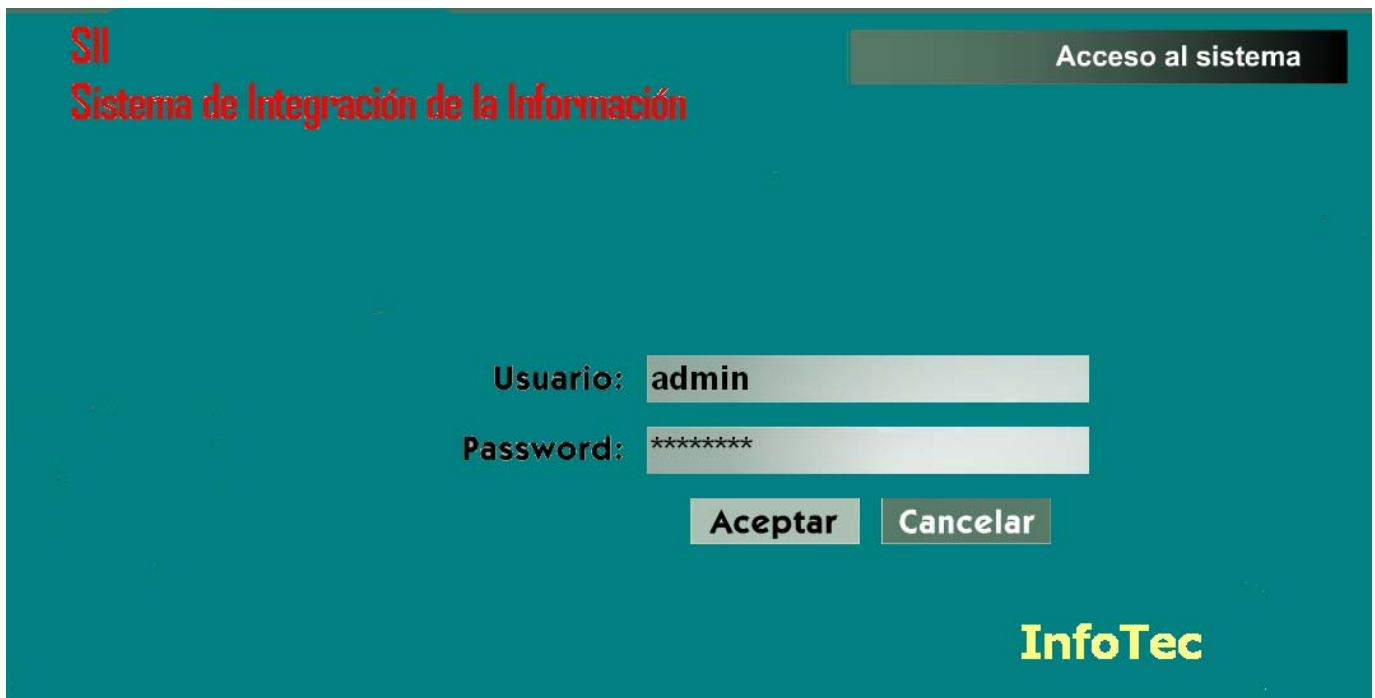 SII
Acceso al sistema
Sistema de Integración de la Información
Usuario: admin
Password: ********
Aceptar Cancelar
InfoTec